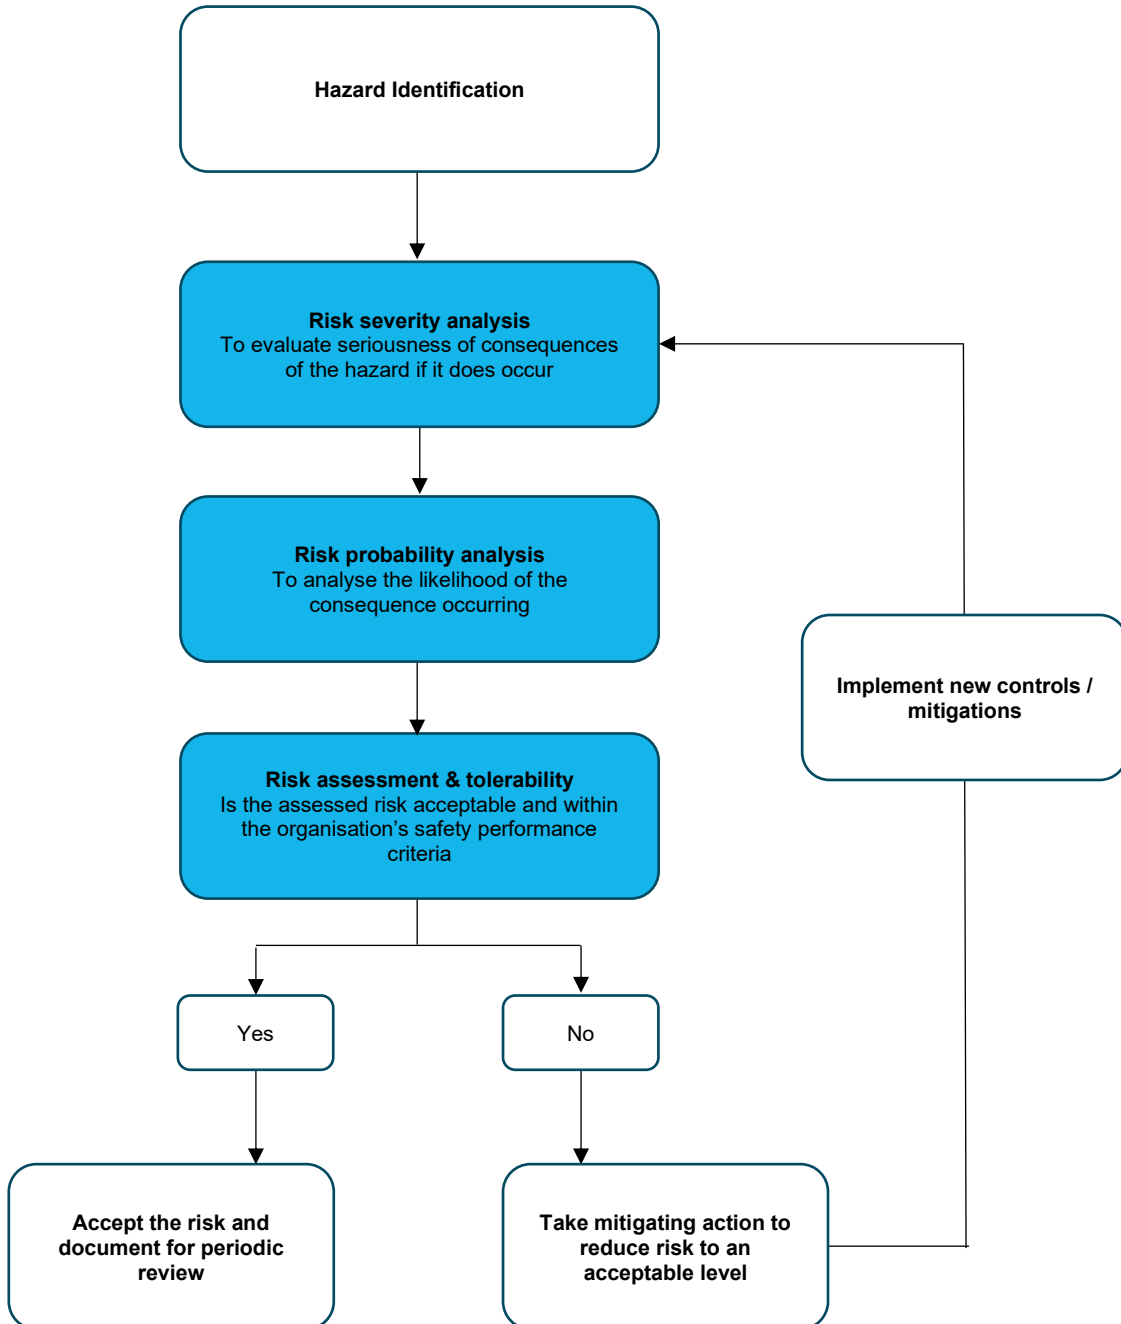 Hazard Identification
Risk severity analysis
To evaluate seriousness of consequences
of the hazard if it does occur
Risk probability analysis
To analyse the likelihood of the
consequence occurring
Implement new controls /
mitigations
Risk assessment & tolerability
Is the assessed risk acceptable and within
the organisation’s safety performance
criteria
Yes
No
Accept the risk and
document for periodic
review
Take mitigating action to
reduce risk to an
acceptable level